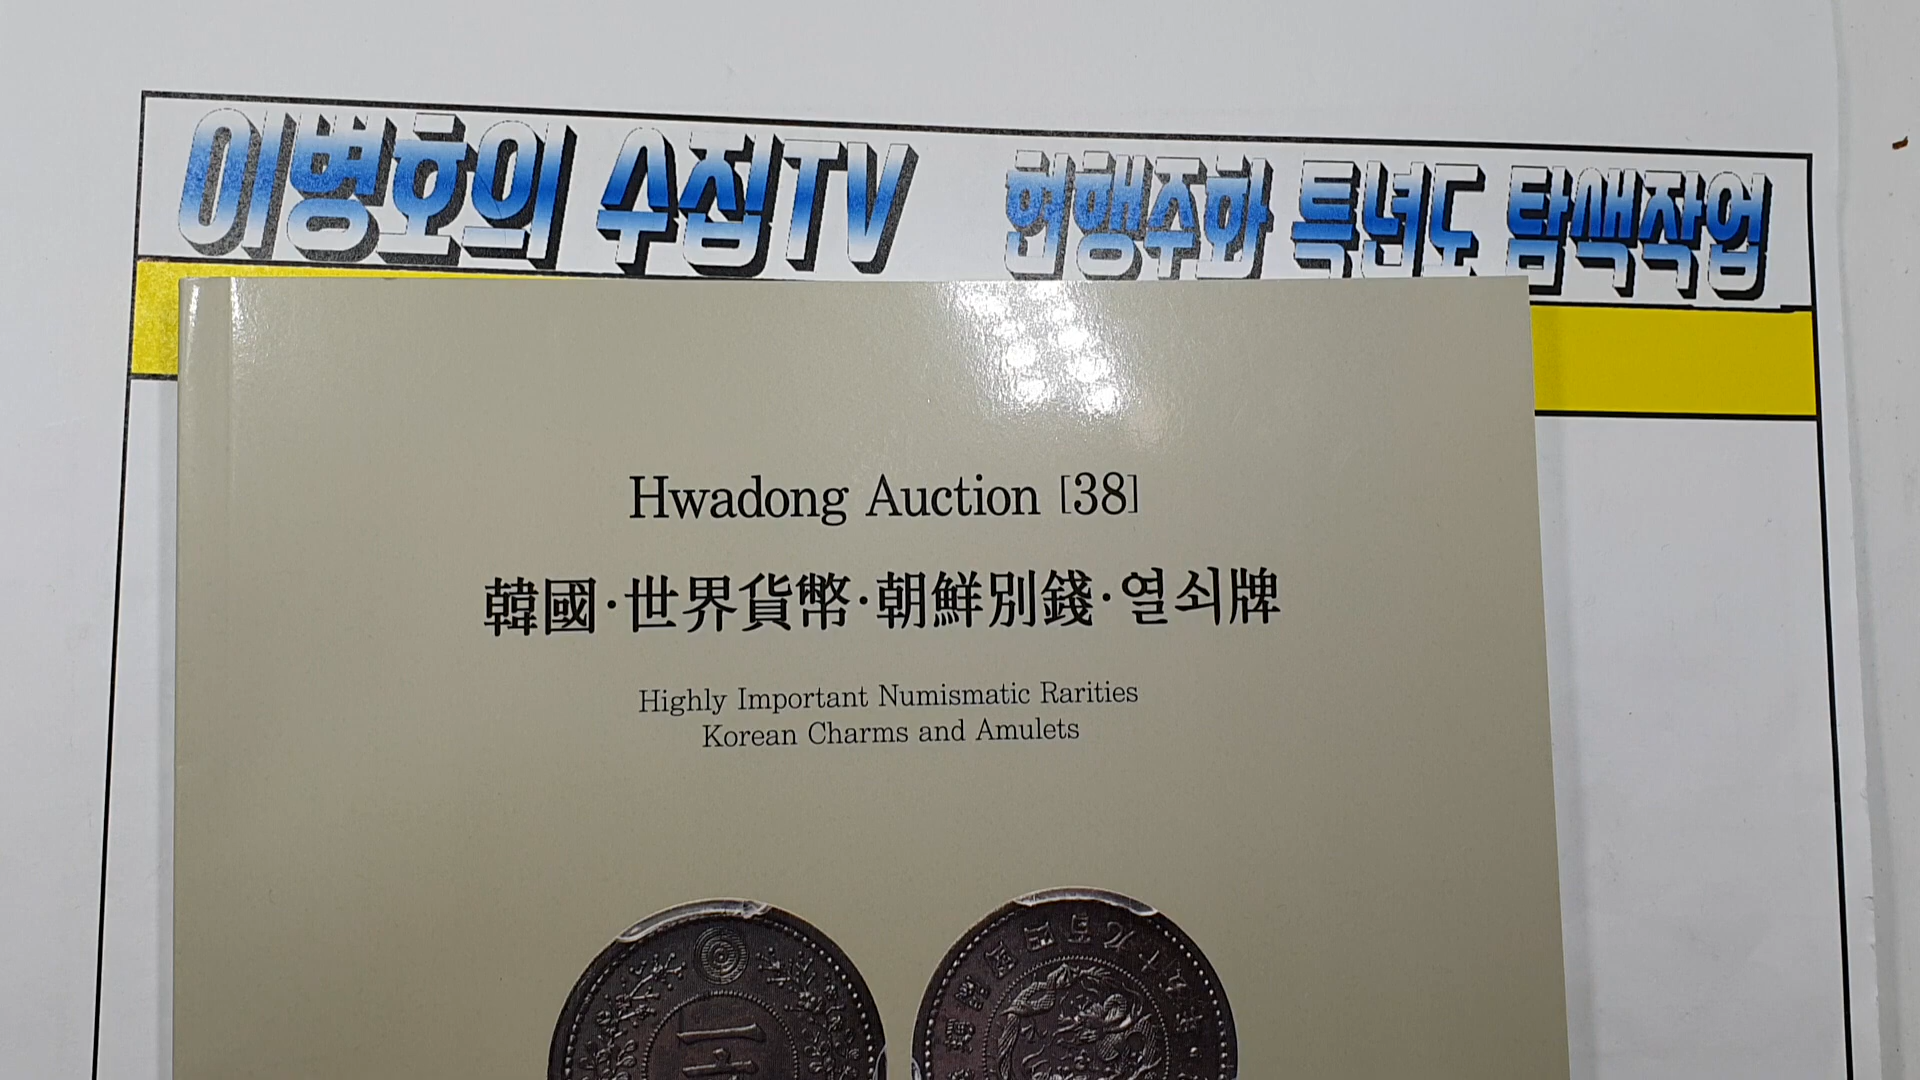 이병호의 수집TV 현행주화 특년도 탐색작업
Hwadong Auction [38]
韓國·世界貨幣·朝鮮別錢·열쇠牌
Highly Important Numismatic Rarities
Korean Charms and Amulets